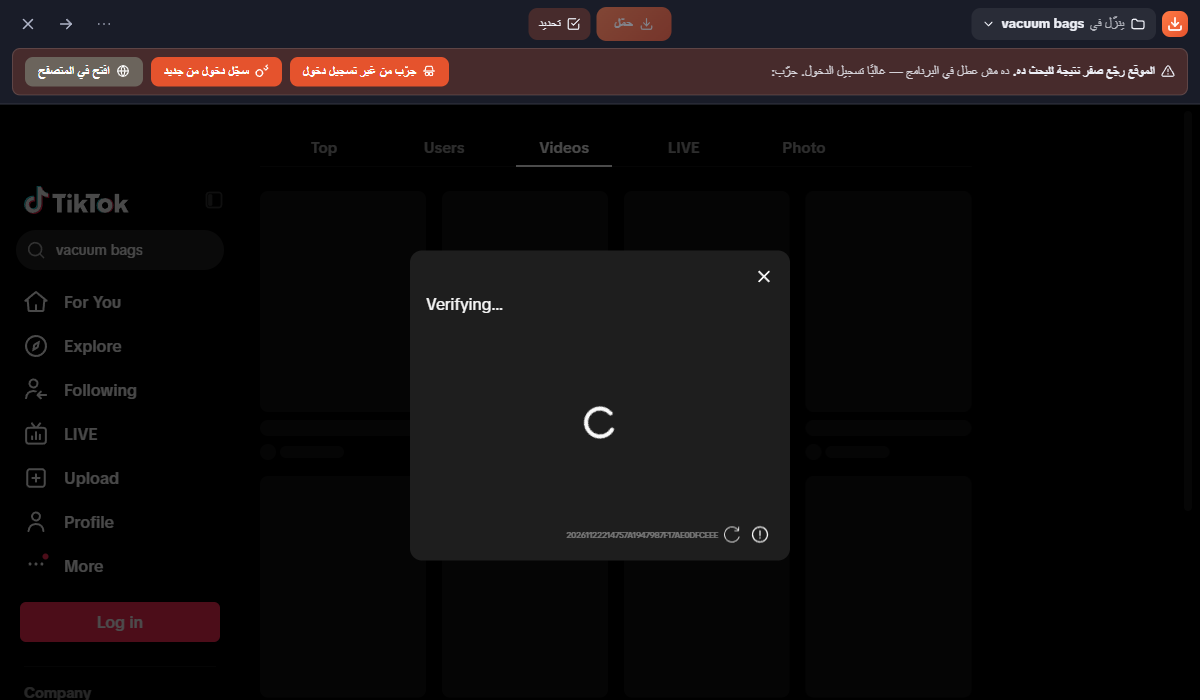 vacuum bags بينزّل في
حمّل
تحديد
الموقع رجّع صفر نتيجة للبحث ده. ده مش عطل في البرنامج — غالبًا تسجيل الدخول. جرّب:
جرّب من غير تسجيل دخول
سجّل دخول من جديد
افتح في المتصفح
Top
Users
Videos
LIVE
Photo
TikTok
vacuum bags
For You
Explore
Following
LIVE
Upload
Profile
More
Log in
Company
Verifying...